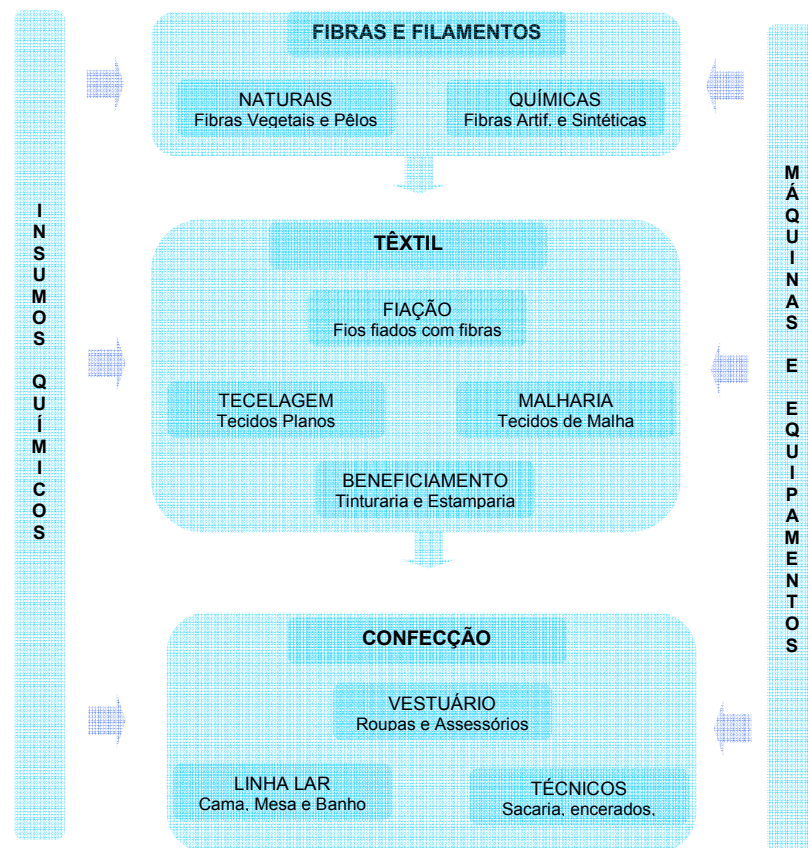 FIBRAS E FILAMENTOS
NATURAIS
Fibras Vegetais e Pêlos
QUÍMICAS
Fibras Artif. e Sintéticas
INSUMOS QUÍMICOS
MÁQUINAS E EQUIPAMENTOS
TÊXTIL
FIAÇÃO
Fios fiados com fibras
TECELAGEM
Tecidos Planos
MALHARIA
Tecidos de Malha
BENEFICIAMENTO
Tinturaria e Estamparia
CONFECÇÃO
VESTUÁRIO
Roupas e Assessórios
LINHA LAR
Cama, Mesa e Banho
TÉCNICOS
Sacaria, encerados,